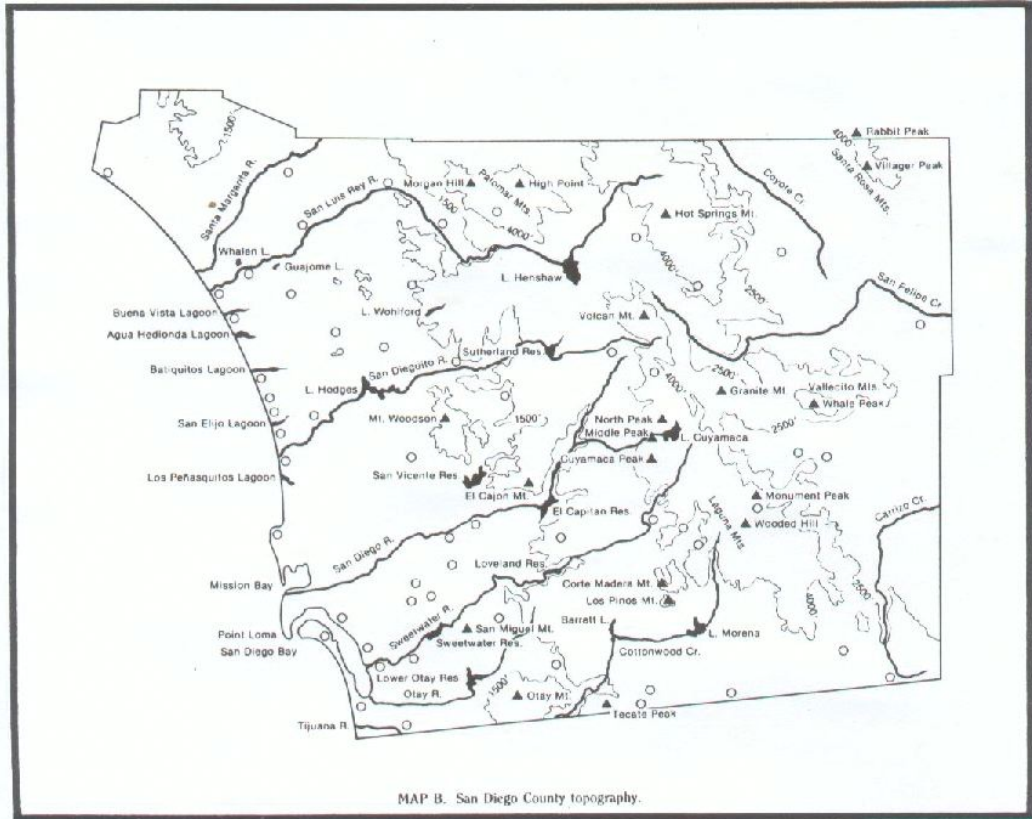 1500'
4000'
Rabbit Peak
Villager Peak
Santa Rosa Mts.
Santa Margarita R.
San Luis Rey R.
Morgan Hill
Palomar Mts.
High Point
1500
4000'
Coyote Cr.
Hot Springs Mt.
4000'
2500'
Whalen L.
Guajome L.
L. Henshaw
San Felipe Cr.
Buena Vista Lagoon
L. Wohlford
Volcan Mt.
Agua Hedionda Lagoon
Sutherland Res.
San Dieguito R.
Batiquitos Lagoon
2500'
4000'
L. Hodges
Granite Mt.
Vallecito Mts.
Whale Peak
San Elijo Lagoon
Mt. Woodson
1500'
North Peak
Middle Peak
L. Cuyamaca
2500'
Cuyamaca Peak
Los Peñasquitos Lagoon
San Vicente Res.
El Cajon Mt.
Monument Peak
El Capitan Res.
Laguna Mts.
Wooded Hill
Carrizo Cr.
San Diego R.
Loveland Res.
Mission Bay
Corte Madera Mt.
Los Pinos Mt.
4000'
2500'
Sweetwater R.
Point Loma
San Diego Bay
San Miguel Mt.
Sweetwater Res.
Barrett L.
L. Morena
Cottonwood Cr.
Lower Otay Res.
Otay R.
1500'
Otay Mt.
Tecate Peak
Tijuana R.
MAP B. San Diego County topography.